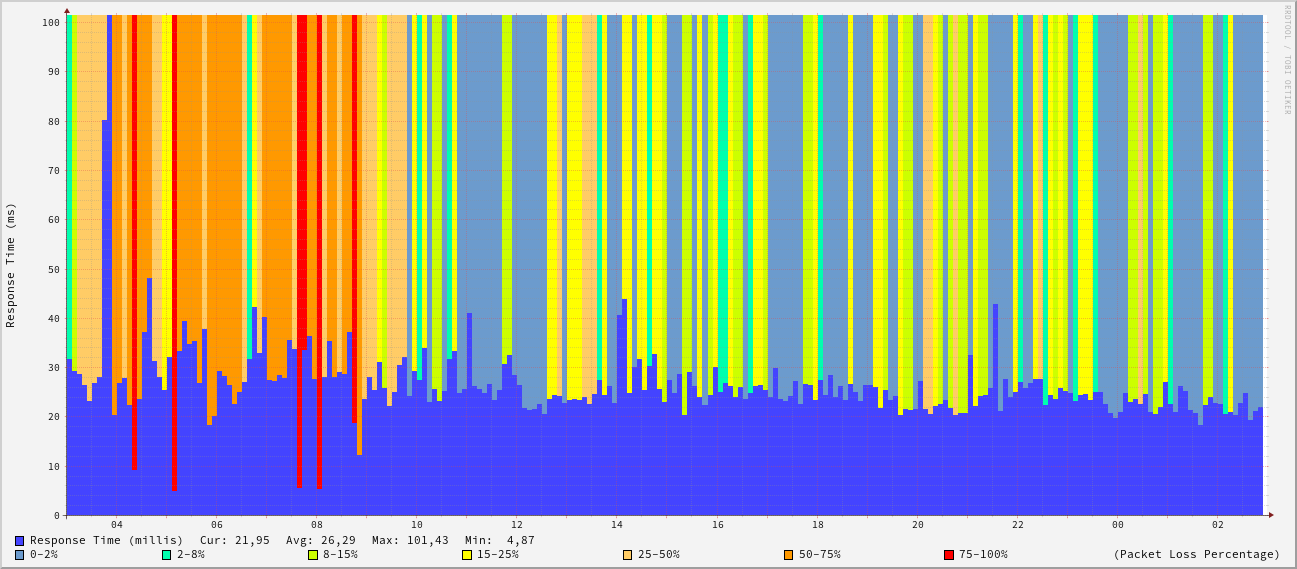 RRDTOOL / TOBI OETIKER
Response Time (ms)
100
90
80
70
60
50
40
30
20
10
0
04 06 08 10 12 14 16 18 20 22 00 02
Response Time (millis) Cur: 21,95 Avg: 26,29 Max: 101,43 Min: 4,87
0-2% 2-8% 8-15% 15-25% 25-50% 50-75% 75-100% (Packet Loss Percentage)